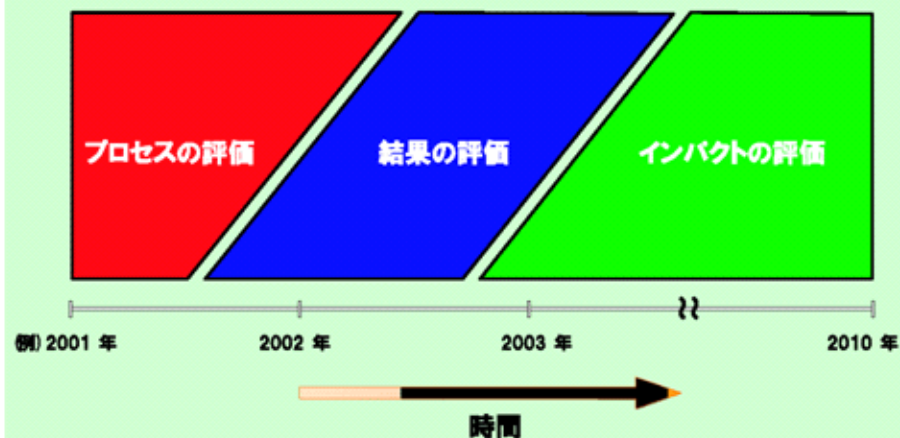 プロセスの評価 結果の評価 インパクトの評価
(例) 2001 年 2002 年 2003 年 2010 年
時間